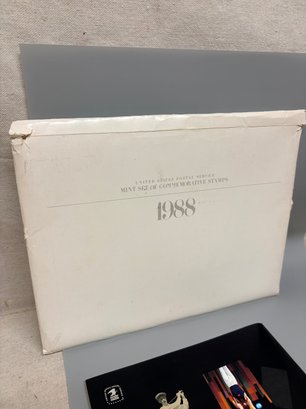 UNITED STATES POSTAL SERVICE
MINT SET OF COMMEMORATIVE STAMPS
1988